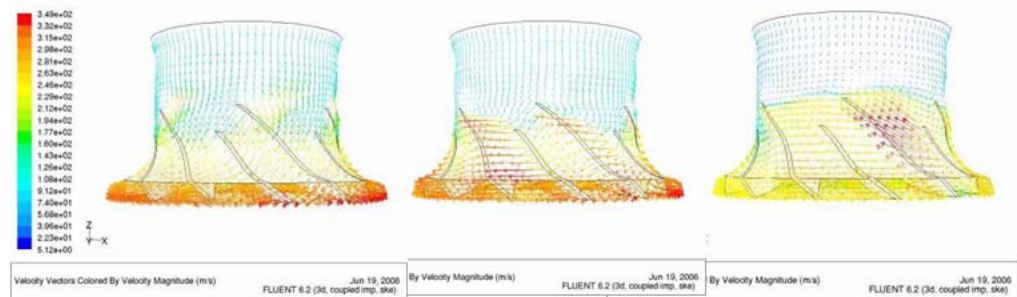 3.49e+02
3.32e+02
3.15e+02
2.98e+02
2.81e+02
2.63e+02
2.46e+02
2.29e+02
2.12e+02
1.94e+02
1.77e+02
1.60e+02
1.43e+02
1.26e+02
1.08e+02
9.12e+01
7.40e+01
5.68e+01
3.95e+01
2.23e+01
5.12e+00
Z
Y X
Velocity Vectors Colored By Velocity Magnitude (m/s) Jun 19, 2006
FLUENT 6.2 (3d, coupled imp, ske)
By Velocity Magnitude (m/s) Jun 19, 2006
FLUENT 6.2 (3d, coupled imp, ske)
By Velocity Magnitude (m/s) Jun 19, 2006
FLUENT 6.2 (3d, coupled imp, ske)